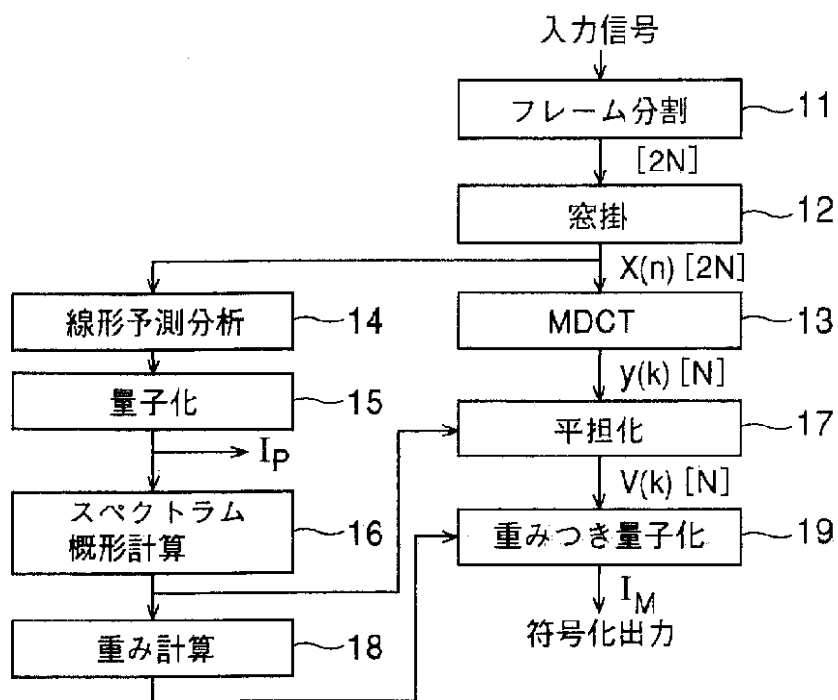 入力信号
フレーム分割
11
[2N]
窓掛
12
X(n) [2N]
線形予測分析
14
MDCT
13
量子化
15
y(k) [N]
平担化
17
I_P
V(k) [N]
スペクトラム
概形計算
16
重みつき量子化
19
I_M
符号化出力
重み計算
18